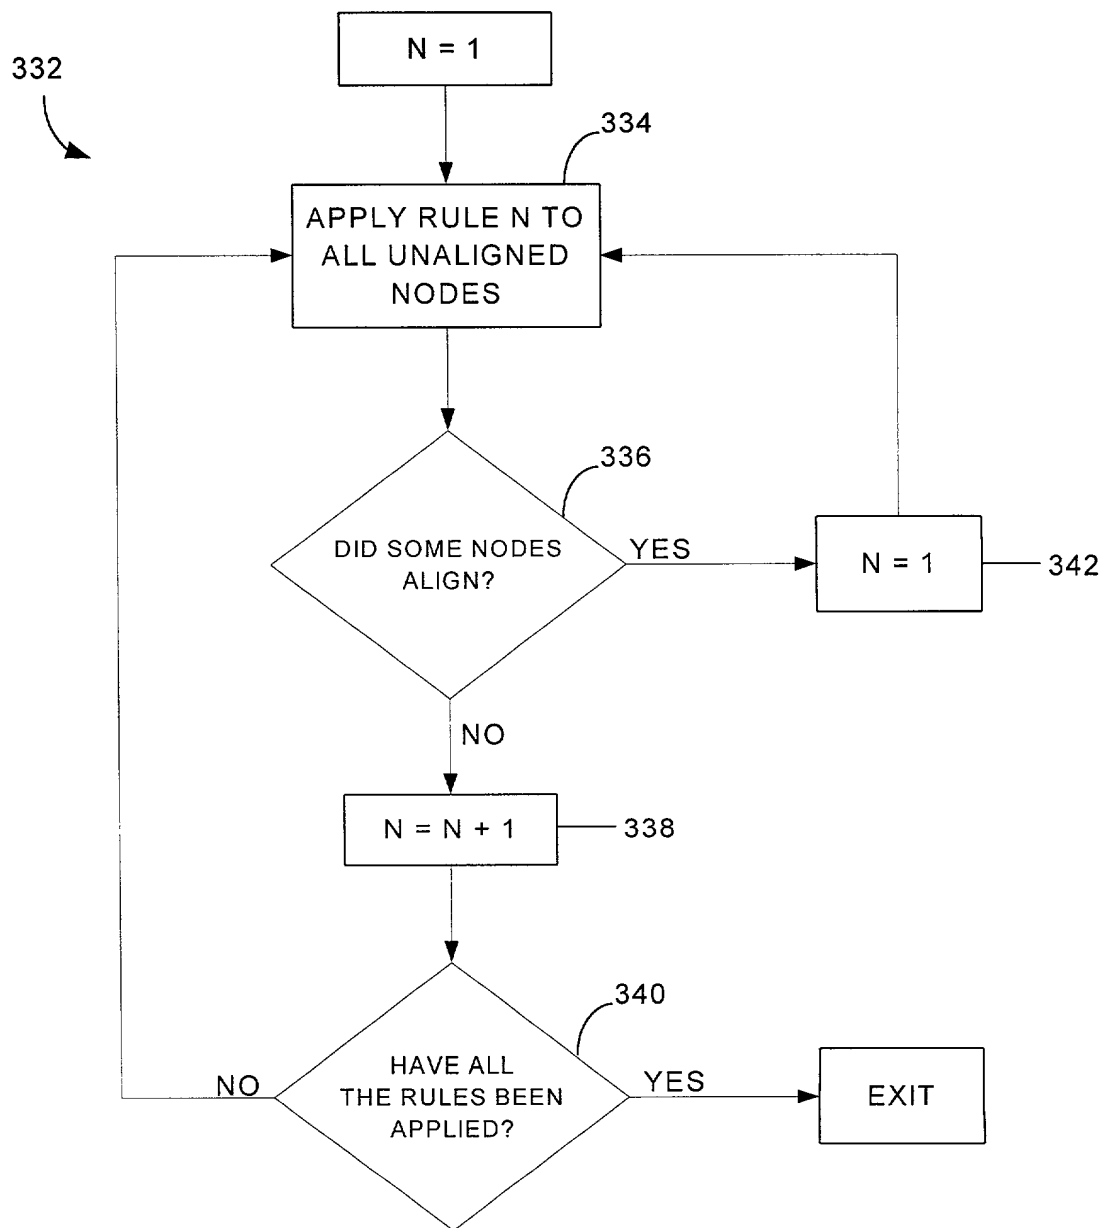 N = 1
332
334
APPLY RULE N TO
ALL UNALIGNED
NODES
336
DID SOME NODES
ALIGN?
YES
N = 1
342
NO
N = N + 1
338
340
HAVE ALL
THE RULES BEEN
APPLIED?
NO
YES
EXIT